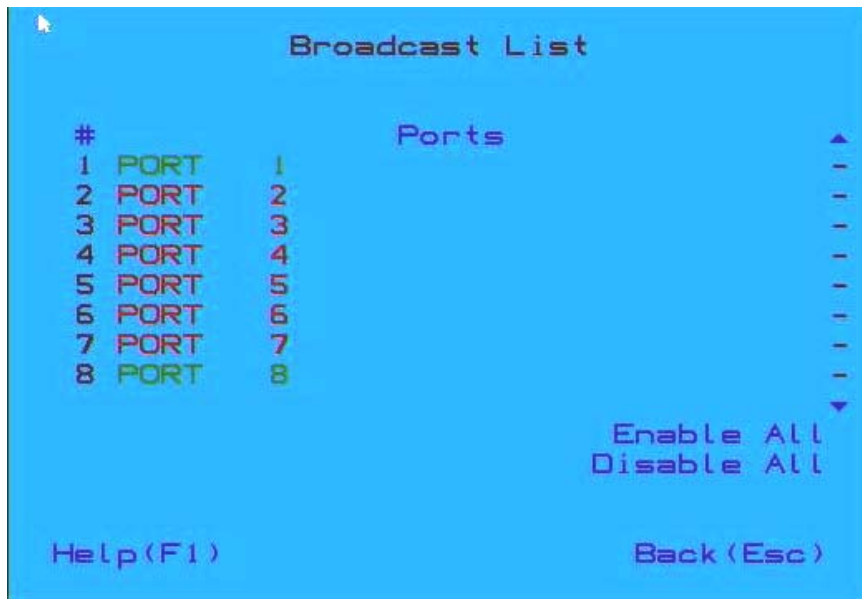 Broadcast List
# Ports
1 PORT 1 -
2 PORT 2 -
3 PORT 3 -
4 PORT 4 -
5 PORT 5 -
6 PORT 6 -
7 PORT 7 -
8 PORT 8 -
Enable All
Disable All
Help(F1) Back(Esc)